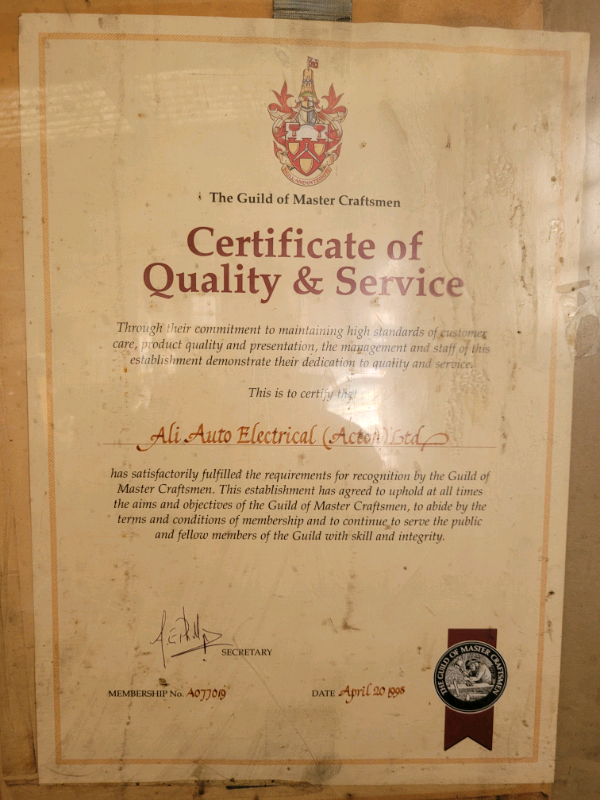 The Guild of Master Craftsmen
Certificate of
Quality & Service
Through their commitment to maintaining high standards of customer
care, product quality and presentation, the management and staff of this
establishment demonstrate their dedication to quality and service.
This is to certify that
Ali Auto Electrical (Acton) Ltd
has satisfactorily fulfilled the requirements for recognition by the Guild of
Master Craftsmen. This establishment has agreed to uphold at all times
the aims and objectives of the Guild of Master Craftsmen, to abide by the
terms and conditions of membership and to continue to serve the public
and fellow members of the Guild with skill and integrity.
SECRETARY
MEMBERSHIP No. A077019
DATE April 20 1998
THE GUILD OF MASTER CRAFTSMEN